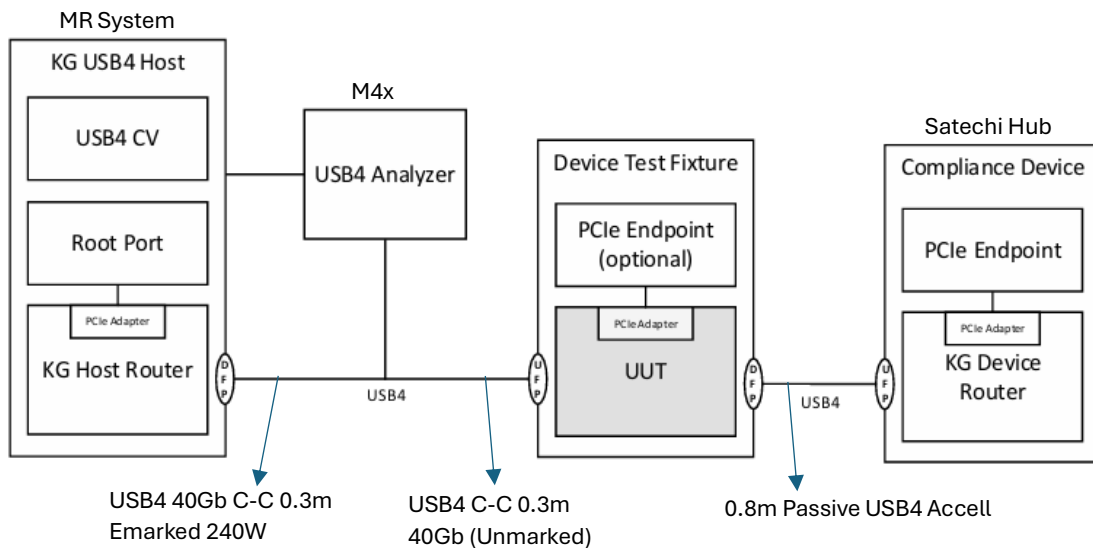 MR System
KG USB4 Host
USB4 CV
Root Port
PCIe Adapter
KG Host Router
DFP
M4x
USB4 Analyzer
USB4
UFP
Device Test Fixture
PCIe Endpoint
(optional)
PCIe Adapter
UUT
DFP
USB4
UFP
Satechi Hub
Compliance Device
PCIe Endpoint
PCIe Adapter
KG Device
Router
USB4 40Gb C-C 0.3m
Emarked 240W
USB4 C-C 0.3m
40Gb (Unmarked)
0.8m Passive USB4 Accell